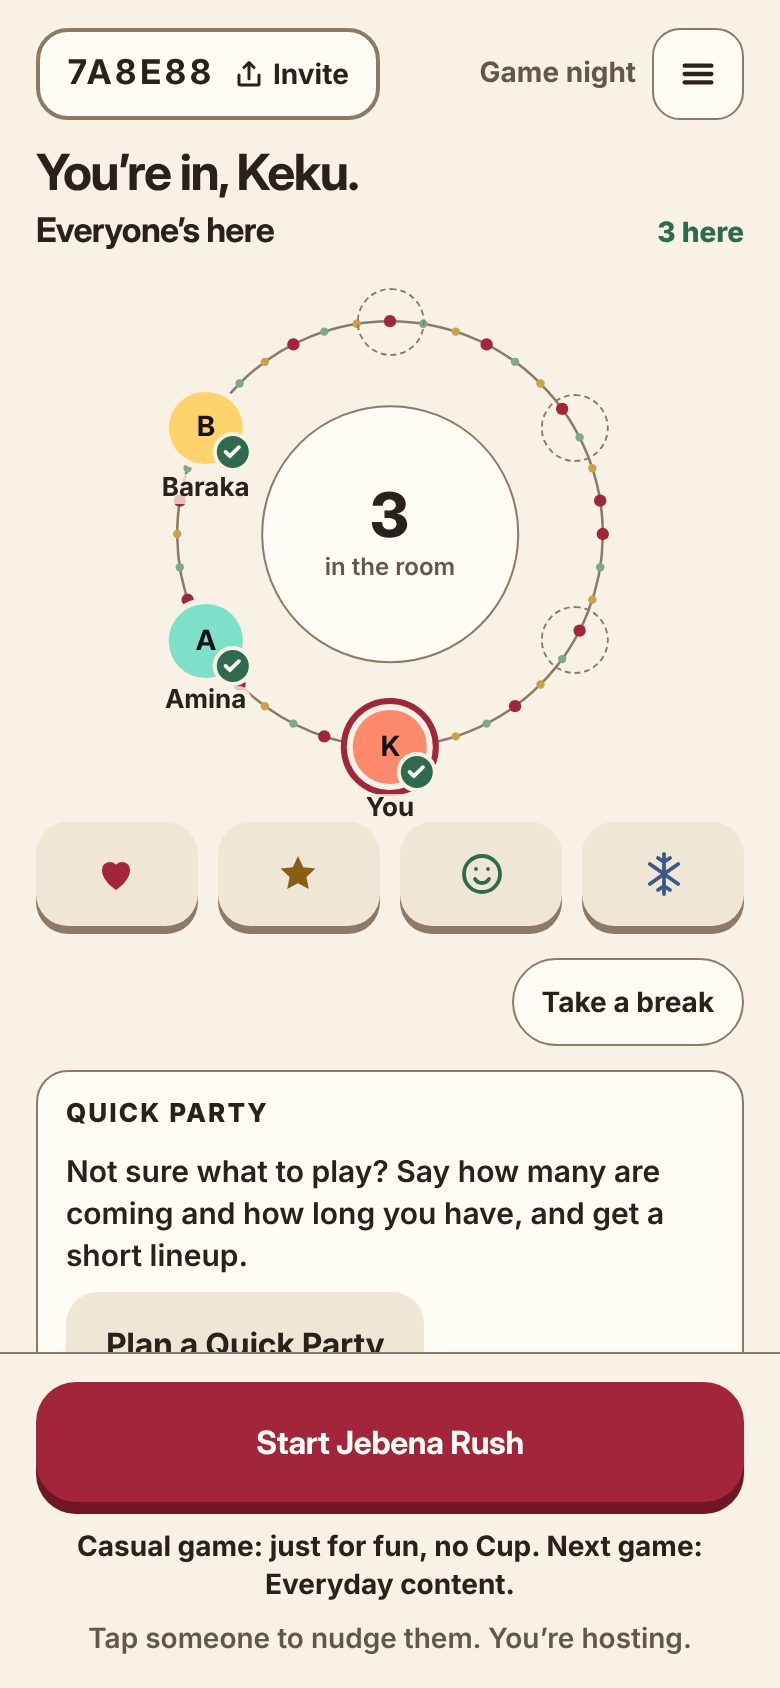 7A8E88 Invite
Game night
You’re in, Keku.
Everyone’s here
3 here
B
Baraka
3
in the room
A
Amina
K
You
Take a break
QUICK PARTY
Not sure what to play? Say how many are
coming and how long you have, and get a
short lineup.
Plan a Quick Party
Start Jebena Rush
Casual game: just for fun, no Cup. Next game:
Everyday content.
Tap someone to nudge them. You’re hosting.